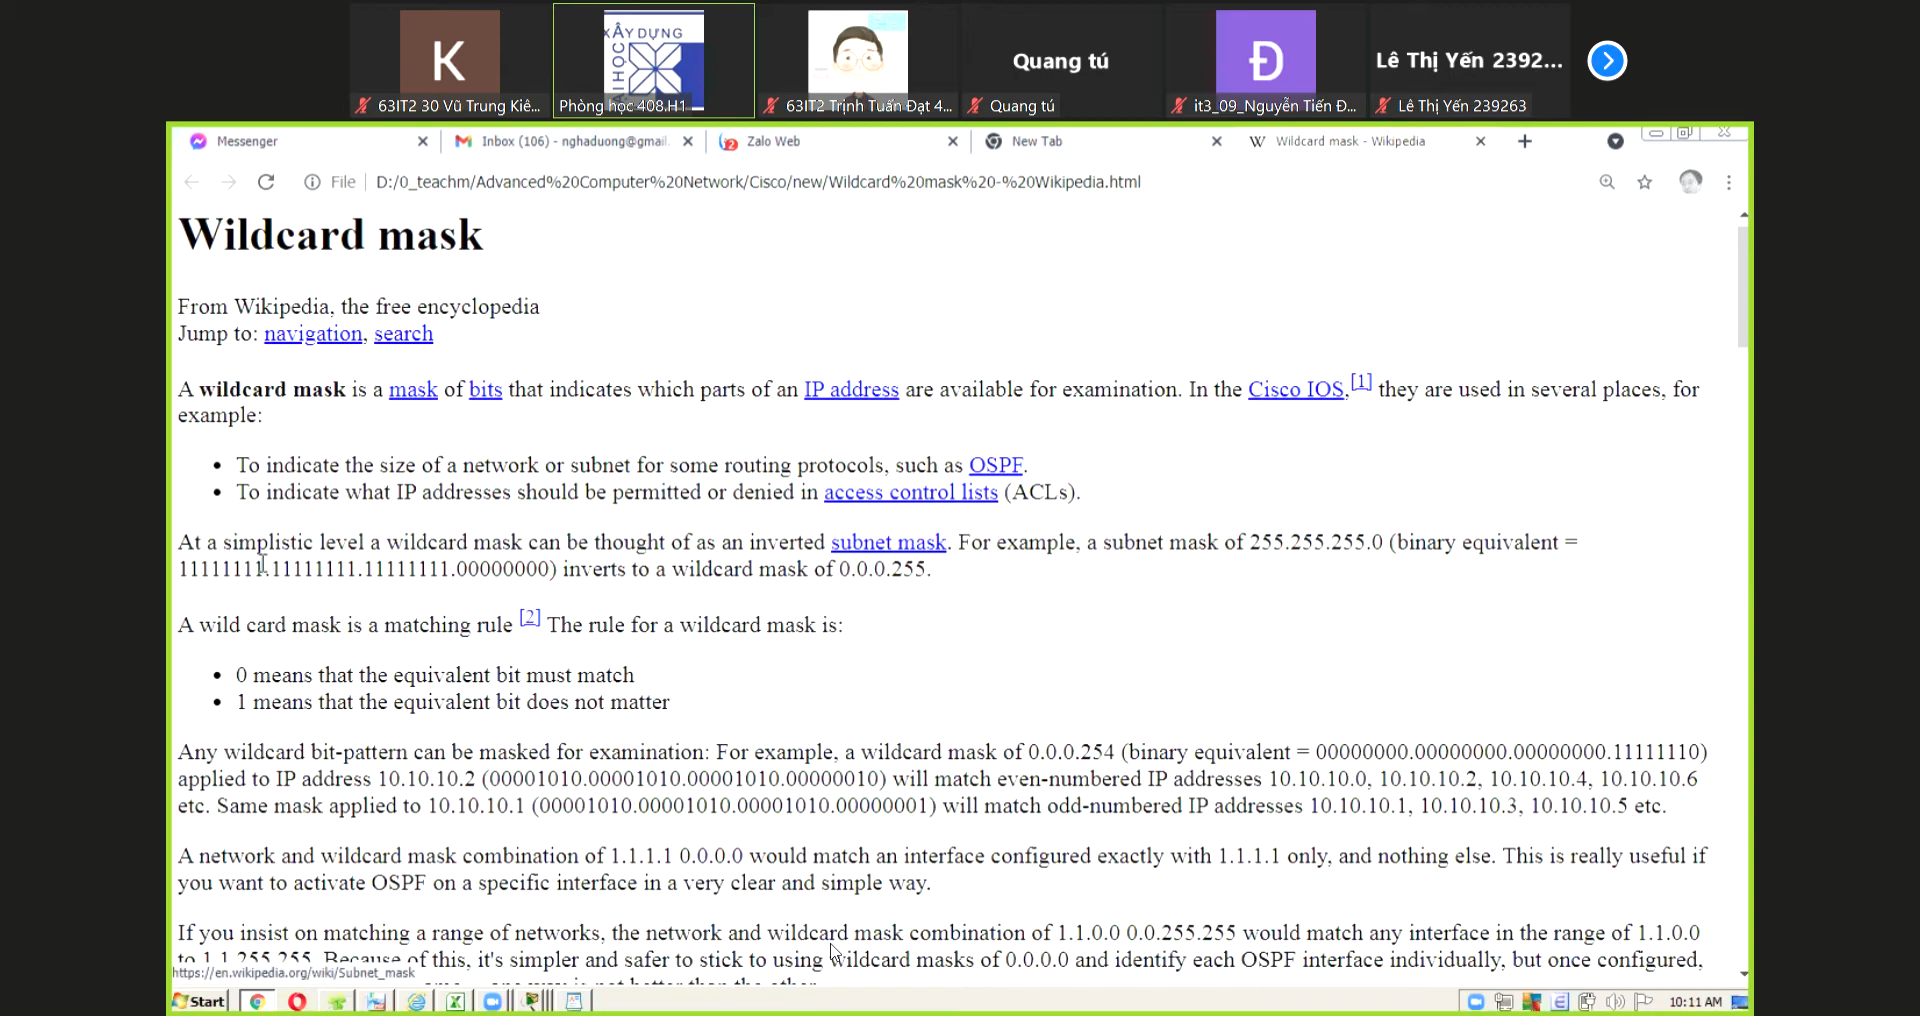 K
XÂY DỰNG
HỌC
Quang tú
Đ
Lê Thị Yến 2392...
63IT2 30 Vũ Trung Kiê...
Phòng học 408.H1
63IT2 Trịnh Tuấn Đạt 4...
Quang tú
it3_09_Nguyễn Tiến Đ...
Lê Thị Yến 239263
Messenger
Inbox (106) - nghaduong@gmail.
2
Zalo Web
New Tab
W
Wildcard mask - Wikipedia
File
D:/0_teachm/Advanced%20Computer%20Network/Cisco/new/Wildcard%20mask%20-%20Wikipedia.html
Wildcard mask
From Wikipedia, the free encyclopedia
Jump to: navigation, search
A wildcard mask is a mask of bits that indicates which parts of an IP address are available for examination. In the Cisco IOS,[1] they are used in several places, for
example:
• To indicate the size of a network or subnet for some routing protocols, such as OSPF.
• To indicate what IP addresses should be permitted or denied in access control lists (ACLs).
At a simplistic level a wildcard mask can be thought of as an inverted subnet mask. For example, a subnet mask of 255.255.255.0 (binary equivalent =
11111111.11111111.11111111.00000000) inverts to a wildcard mask of 0.0.0.255.
A wild card mask is a matching rule [2] The rule for a wildcard mask is:
• 0 means that the equivalent bit must match
• 1 means that the equivalent bit does not matter
Any wildcard bit-pattern can be masked for examination: For example, a wildcard mask of 0.0.0.254 (binary equivalent = 00000000.00000000.00000000.11111110)
applied to IP address 10.10.10.2 (00001010.00001010.00001010.00000010) will match even-numbered IP addresses 10.10.10.0, 10.10.10.2, 10.10.10.4, 10.10.10.6
etc. Same mask applied to 10.10.10.1 (00001010.00001010.00001010.00000001) will match odd-numbered IP addresses 10.10.10.1, 10.10.10.3, 10.10.10.5 etc.
A network and wildcard mask combination of 1.1.1.1 0.0.0.0 would match an interface configured exactly with 1.1.1.1 only, and nothing else. This is really useful if
you want to activate OSPF on a specific interface in a very clear and simple way.
If you insist on matching a range of networks, the network and wildcard mask combination of 1.1.0.0 0.0.255.255 would match any interface in the range of 1.1.0.0
to 1.1.255.255. Because of this, it's simpler and safer to stick to using wildcard masks of 0.0.0.0 and identify each OSPF interface individually, but once configured,
https://en.wikipedia.org/wiki/Subnet_mask
Start
10:11 AM